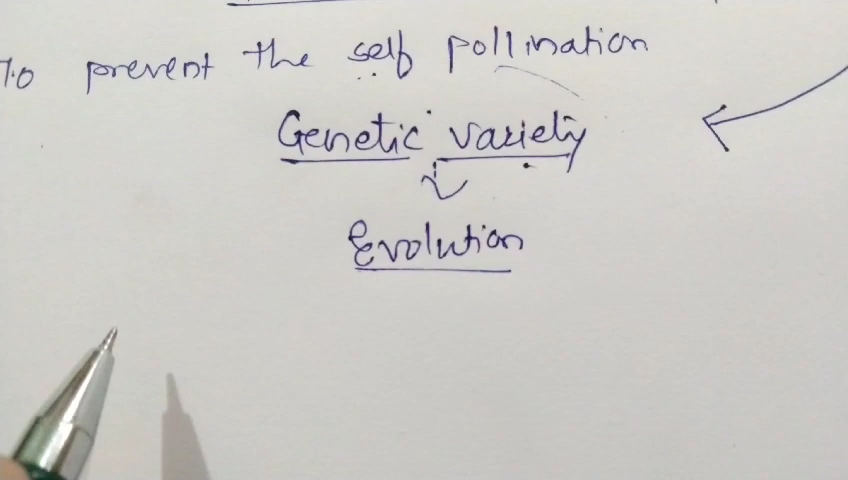 To prevent the self pollination
Genetic variety
Evolution